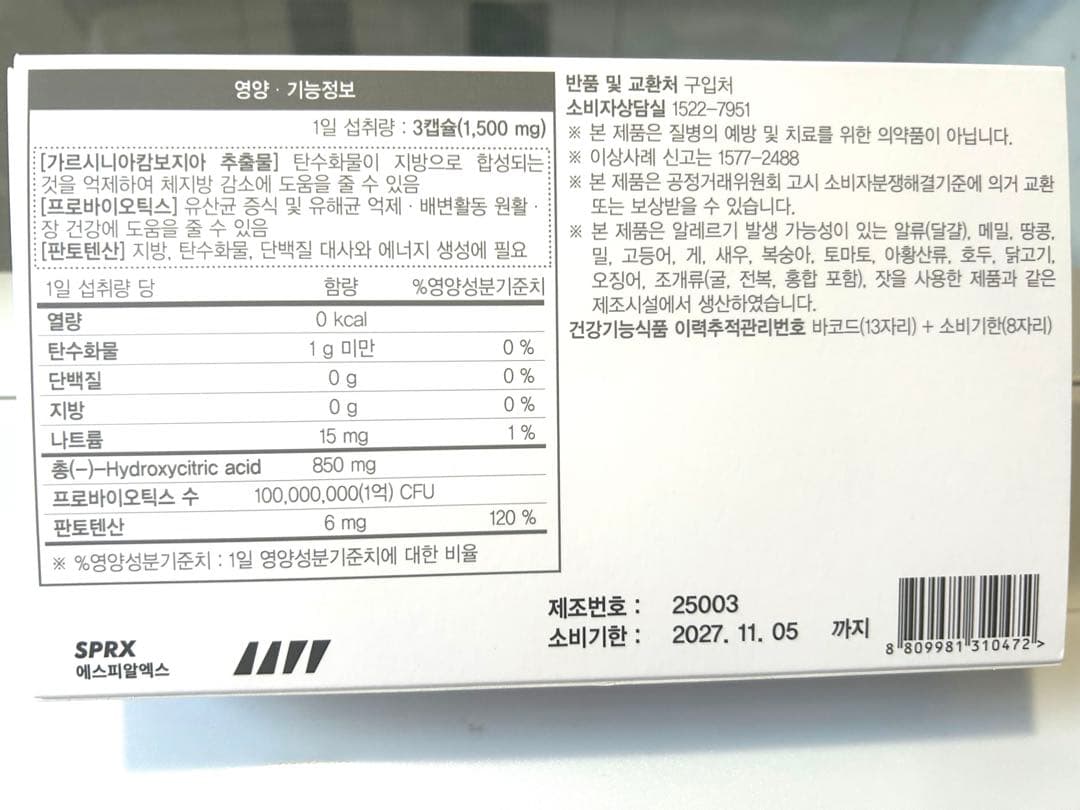 영양 · 기능정보
1일 섭취량 : 3캡슐(1,500 mg)
[가르시니아캄보지아 추출물] 탄수화물이 지방으로 합성되는
것을 억제하여 체지방 감소에 도움을 줄 수 있음
[프로바이오틱스] 유산균 증식 및 유해균 억제 · 배변활동 원활 ·
장 건강에 도움을 줄 수 있음
[판토텐산] 지방, 탄수화물, 단백질 대사와 에너지 생성에 필요
1일 섭취량 당 함량 %영양성분기준치
열량 0 kcal
탄수화물 1 g 미만 0 %
단백질 0 g 0 %
지방 0 g 0 %
나트륨 15 mg 1 %
총(-)-Hydroxycitric acid 850 mg
프로바이오틱스 수 100,000,000(1억) CFU
판토텐산 6 mg 120 %
※ %영양성분기준치 : 1일 영양성분기준치에 대한 비율
반품 및 교환처 구입처
소비자상담실 1522-7951
※ 본 제품은 질병의 예방 및 치료를 위한 의약품이 아닙니다.
※ 이상사례 신고는 1577-2488
※ 본 제품은 공정거래위원회 고시 소비자분쟁해결기준에 의거 교환
또는 보상받을 수 있습니다.
※ 본 제품은 알레르기 발생 가능성이 있는 알류(달걀), 메밀, 땅콩,
밀, 고등어, 게, 새우, 복숭아, 토마토, 아황산류, 호두, 닭고기,
오징어, 조개류(굴, 전복, 홍합 포함), 잣을 사용한 제품과 같은
제조시설에서 생산하였습니다.
건강기능식품 이력추적관리번호 바코드(13자리) + 소비기한(8자리)
제조번호 : 25003
소비기한 : 2027. 11. 05 까지
8 809981 310472 >
SPRX
에스피알엑스